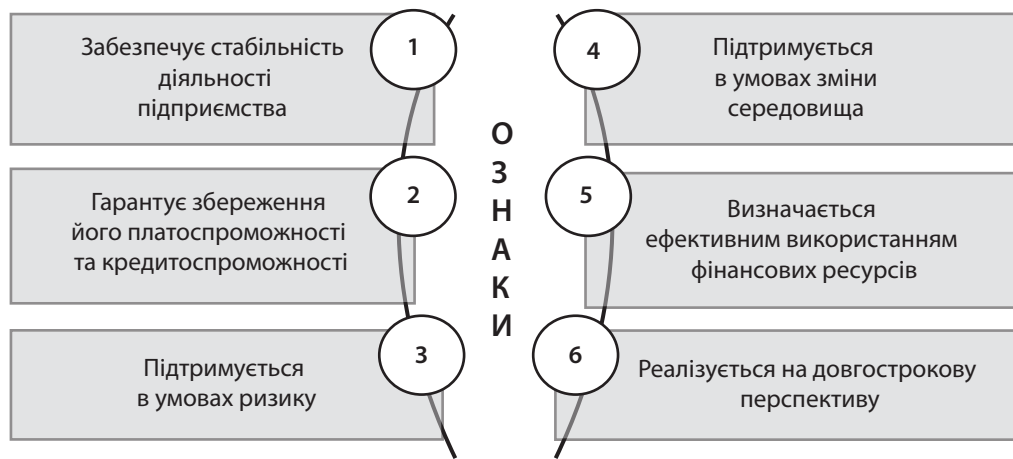 1
Забезпечує стабільність
діяльності
підприємства
2
Гарантує збереження
його платоспроможності
та кредитоспроможності
3
Підтримується
в умовах ризику
ОЗНАКИ
4
Підтримується
в умовах зміни
середовища
5
Визначається
ефективним використанням
фінансових ресурсів
6
Реалізується на довгострокову
перспективу